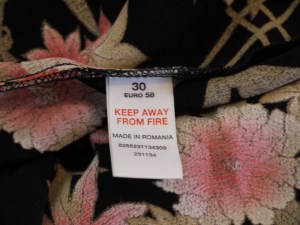 30
EURO 58
KEEP AWAY
FROM FIRE
MADE IN ROMANIA
0255231134309
231134